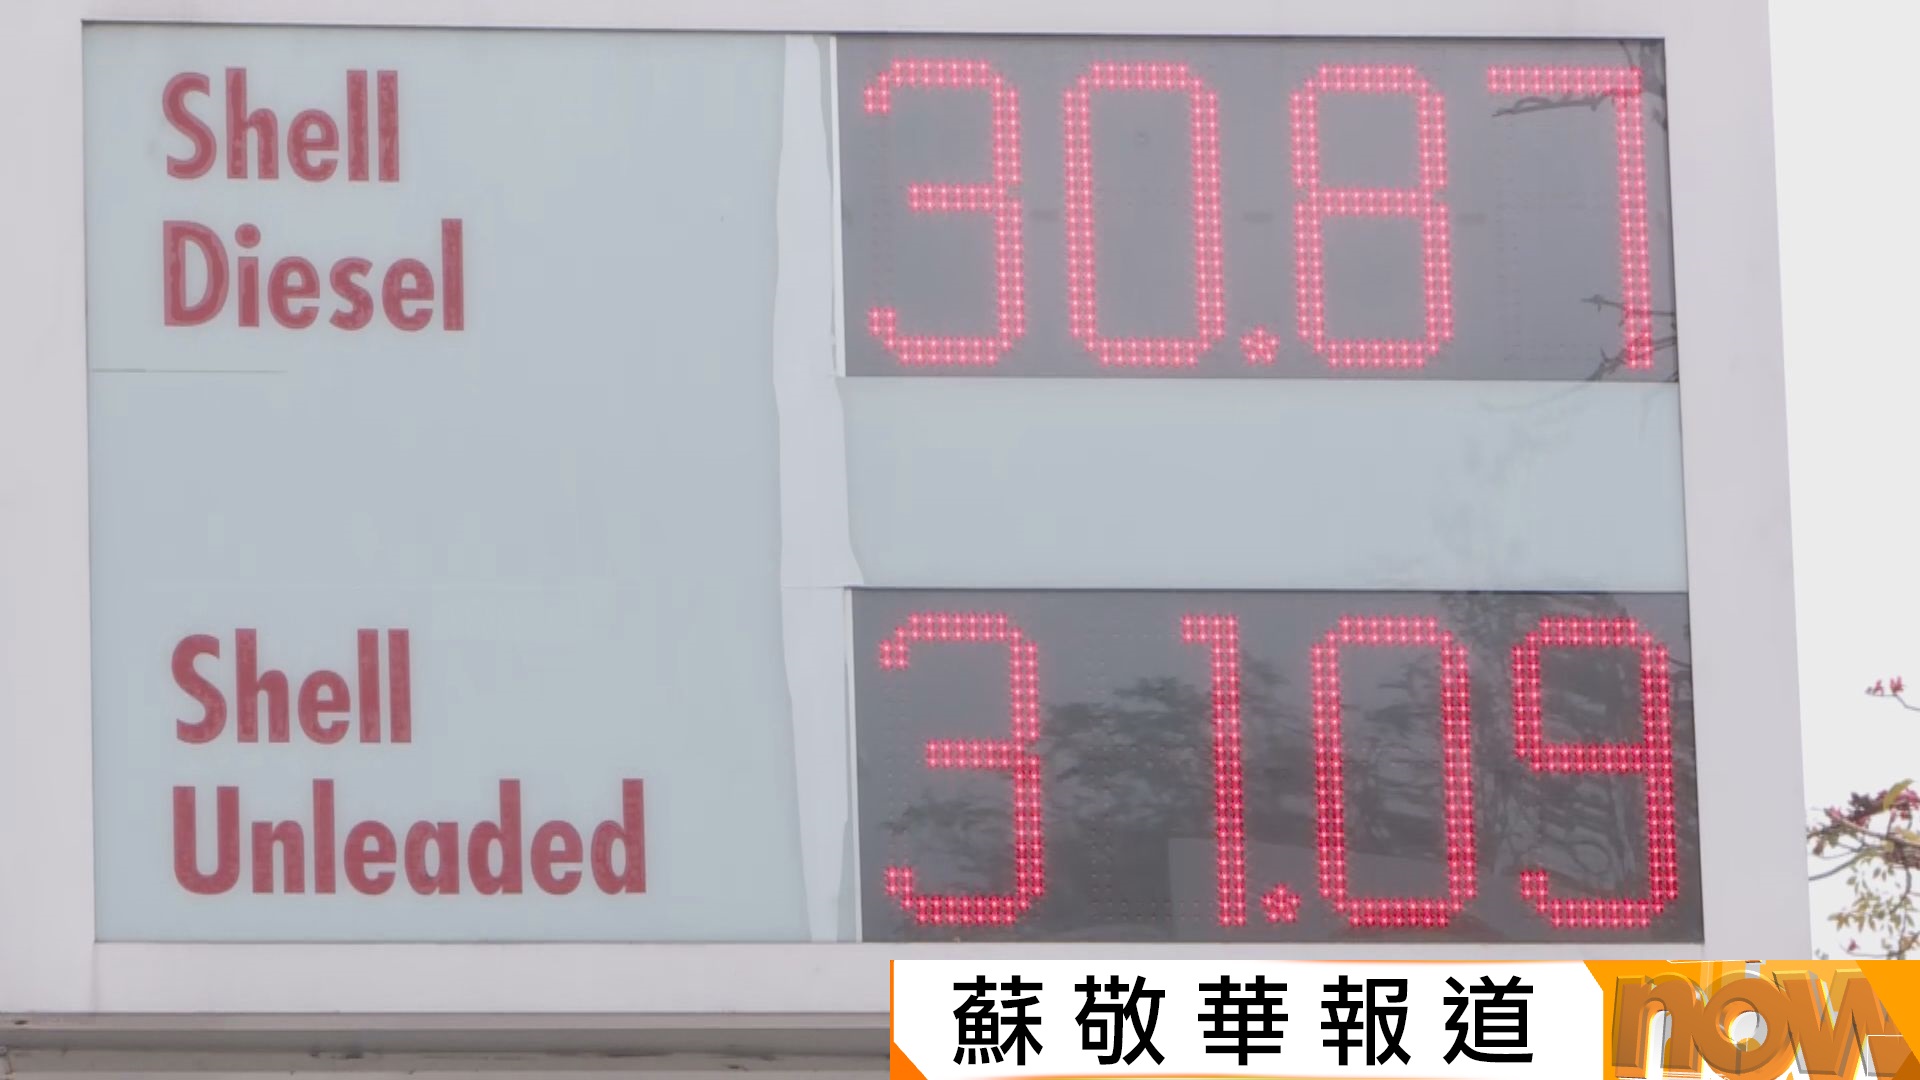 Shell
Diesel
30.87
Shell
Unleaded
31.09
蘇敬華報道
now